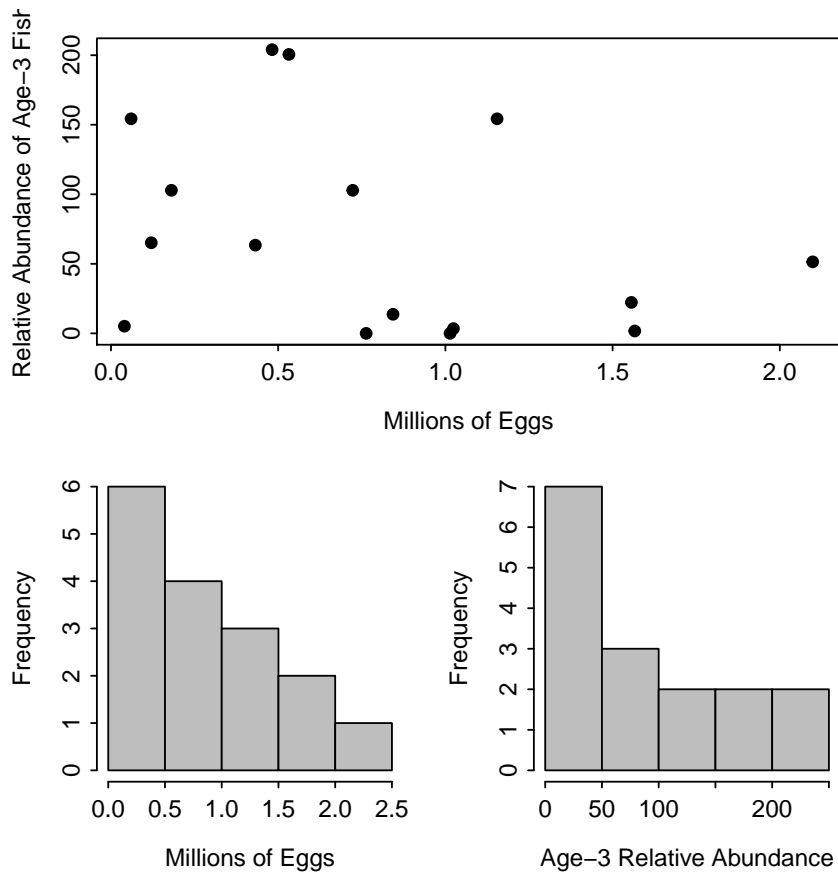 Relative Abundance of Age−3 Fish
200
150
100
50
0
0.0 0.5 1.0 1.5 2.0
Millions of Eggs
Frequency
6
5
4
3
2
1
0
0.0 0.5 1.0 1.5 2.0 2.5
Millions of Eggs
Frequency
7
6
5
4
3
2
1
0
0 50 100 200
Age−3 Relative Abundance